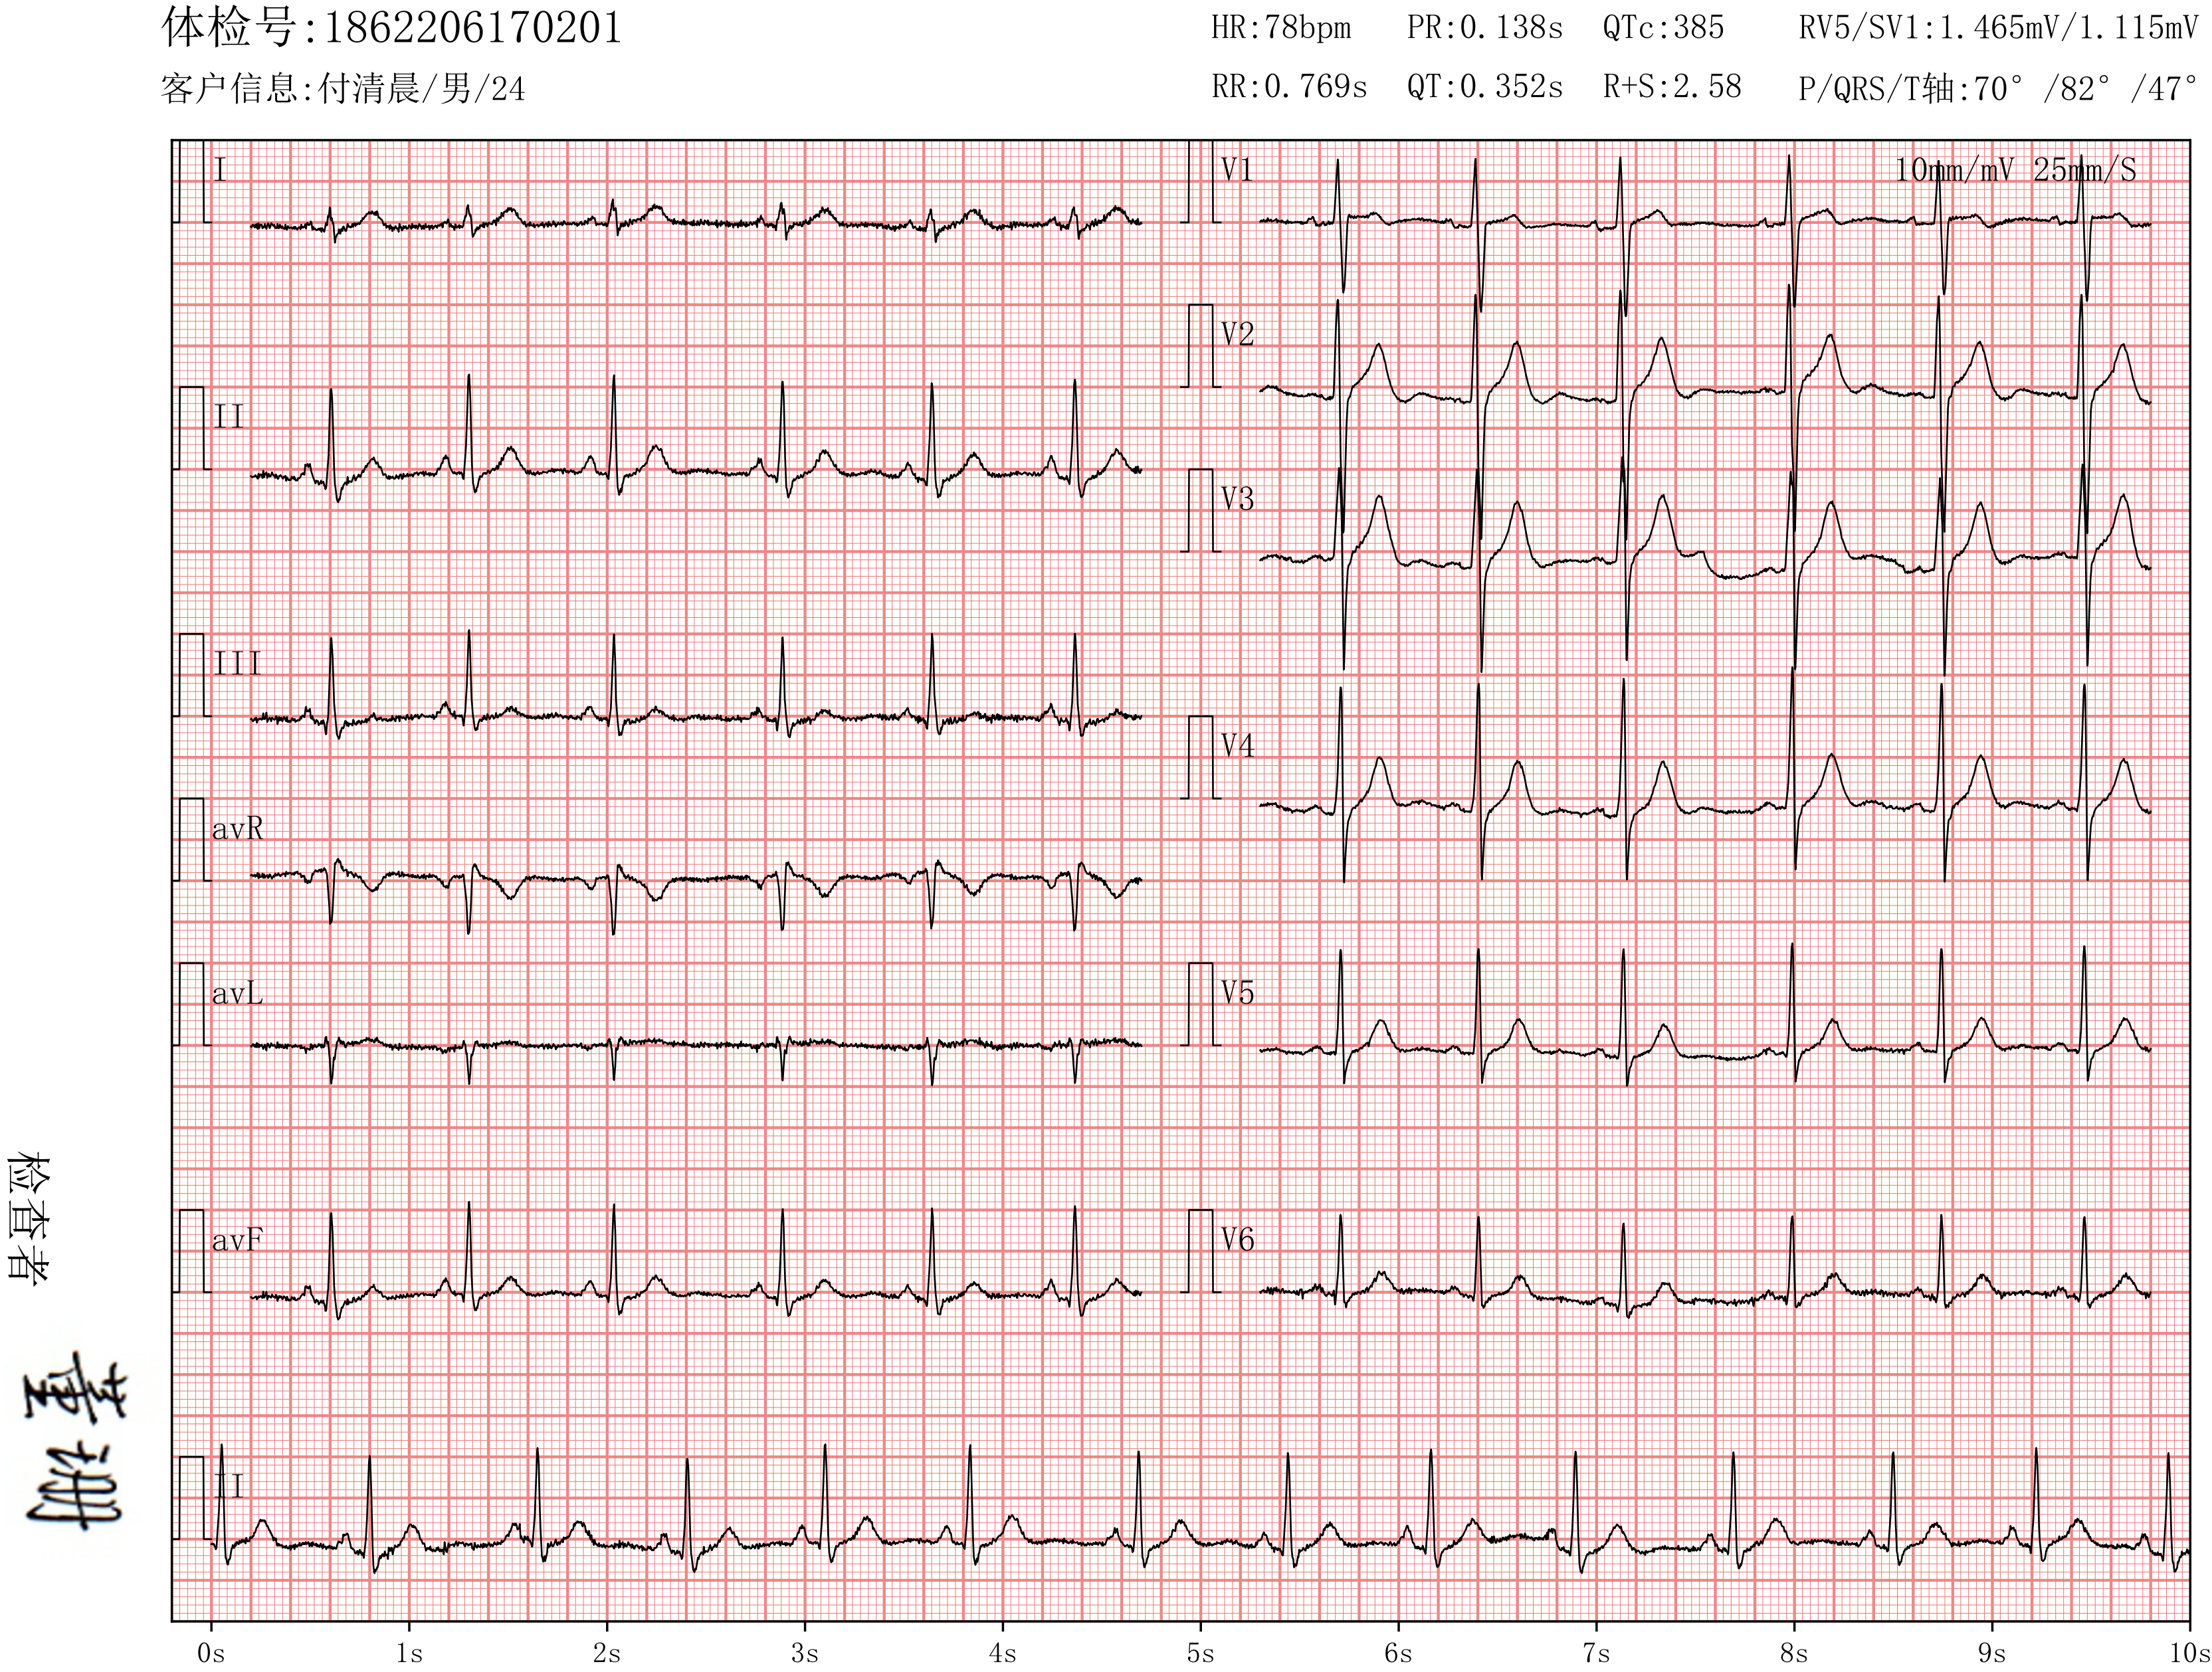 体检号:1862206170201
HR:78bpm PR:0.138s QTc:385 RV5/SV1:1.465mV/1.115mV
客户信息:付清晨/男/24
RR:0.769s QT:0.352s R+S:2.58 P/QRS/T轴:70° /82° /47°
I
V1
10mm/mV 25mm/S
V2
II
V3
III
V4
avR
avL
V5
avF
V6
II
检查者
0s 1s 2s 3s 4s 5s 6s 7s 8s 9s 10s